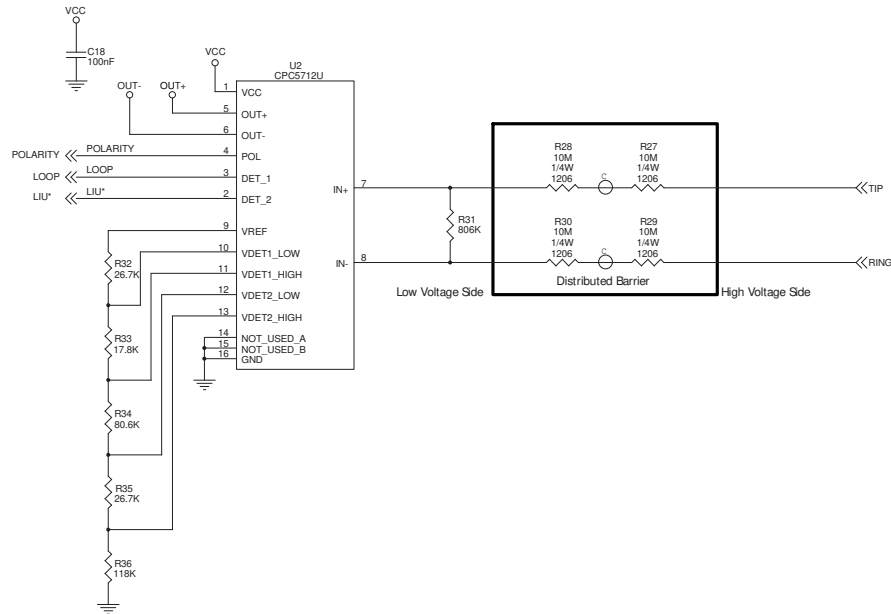 VCC
C18
100nF
VCC
U2
CPC5712U
OUT-
OUT+
1
VCC
5
OUT+
6
OUT-
POLARITY
POLARITY
4
POL
LOOP
LOOP
3
DET_1
LIU*
LIU*
2
DET_2
9
VREF
10
VDET1_LOW
11
VDET1_HIGH
12
VDET2_LOW
13
VDET2_HIGH
14
NOT_USED_A
15
NOT_USED_B
16
GND
IN+
7
IN-
8
R32
26.7K
R33
17.8K
R34
80.6K
R35
26.7K
R36
118K
R31
806K
R28
10M
1/4W
1206
C
R27
10M
1/4W
1206
R30
10M
1/4W
1206
C
R29
10M
1/4W
1206
TIP
RING
Low Voltage Side
Distributed Barrier
High Voltage Side